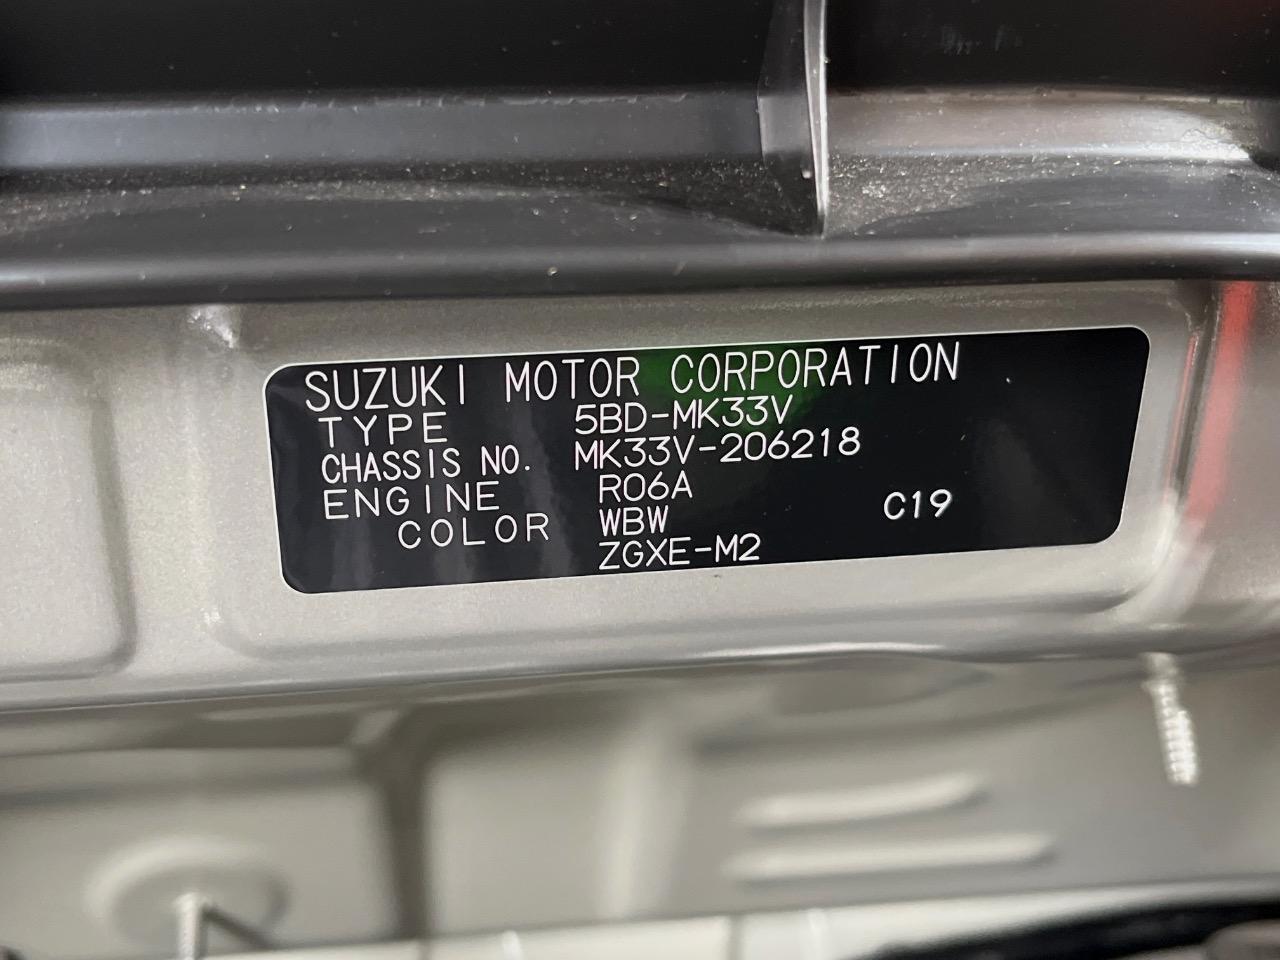 SUZUKI MOTOR CORPORATION
TYPE 5BD-MK33V
CHASSIS NO. MK33V-206218
ENGINE R06A
COLOR WBW C19
ZGXE-M2